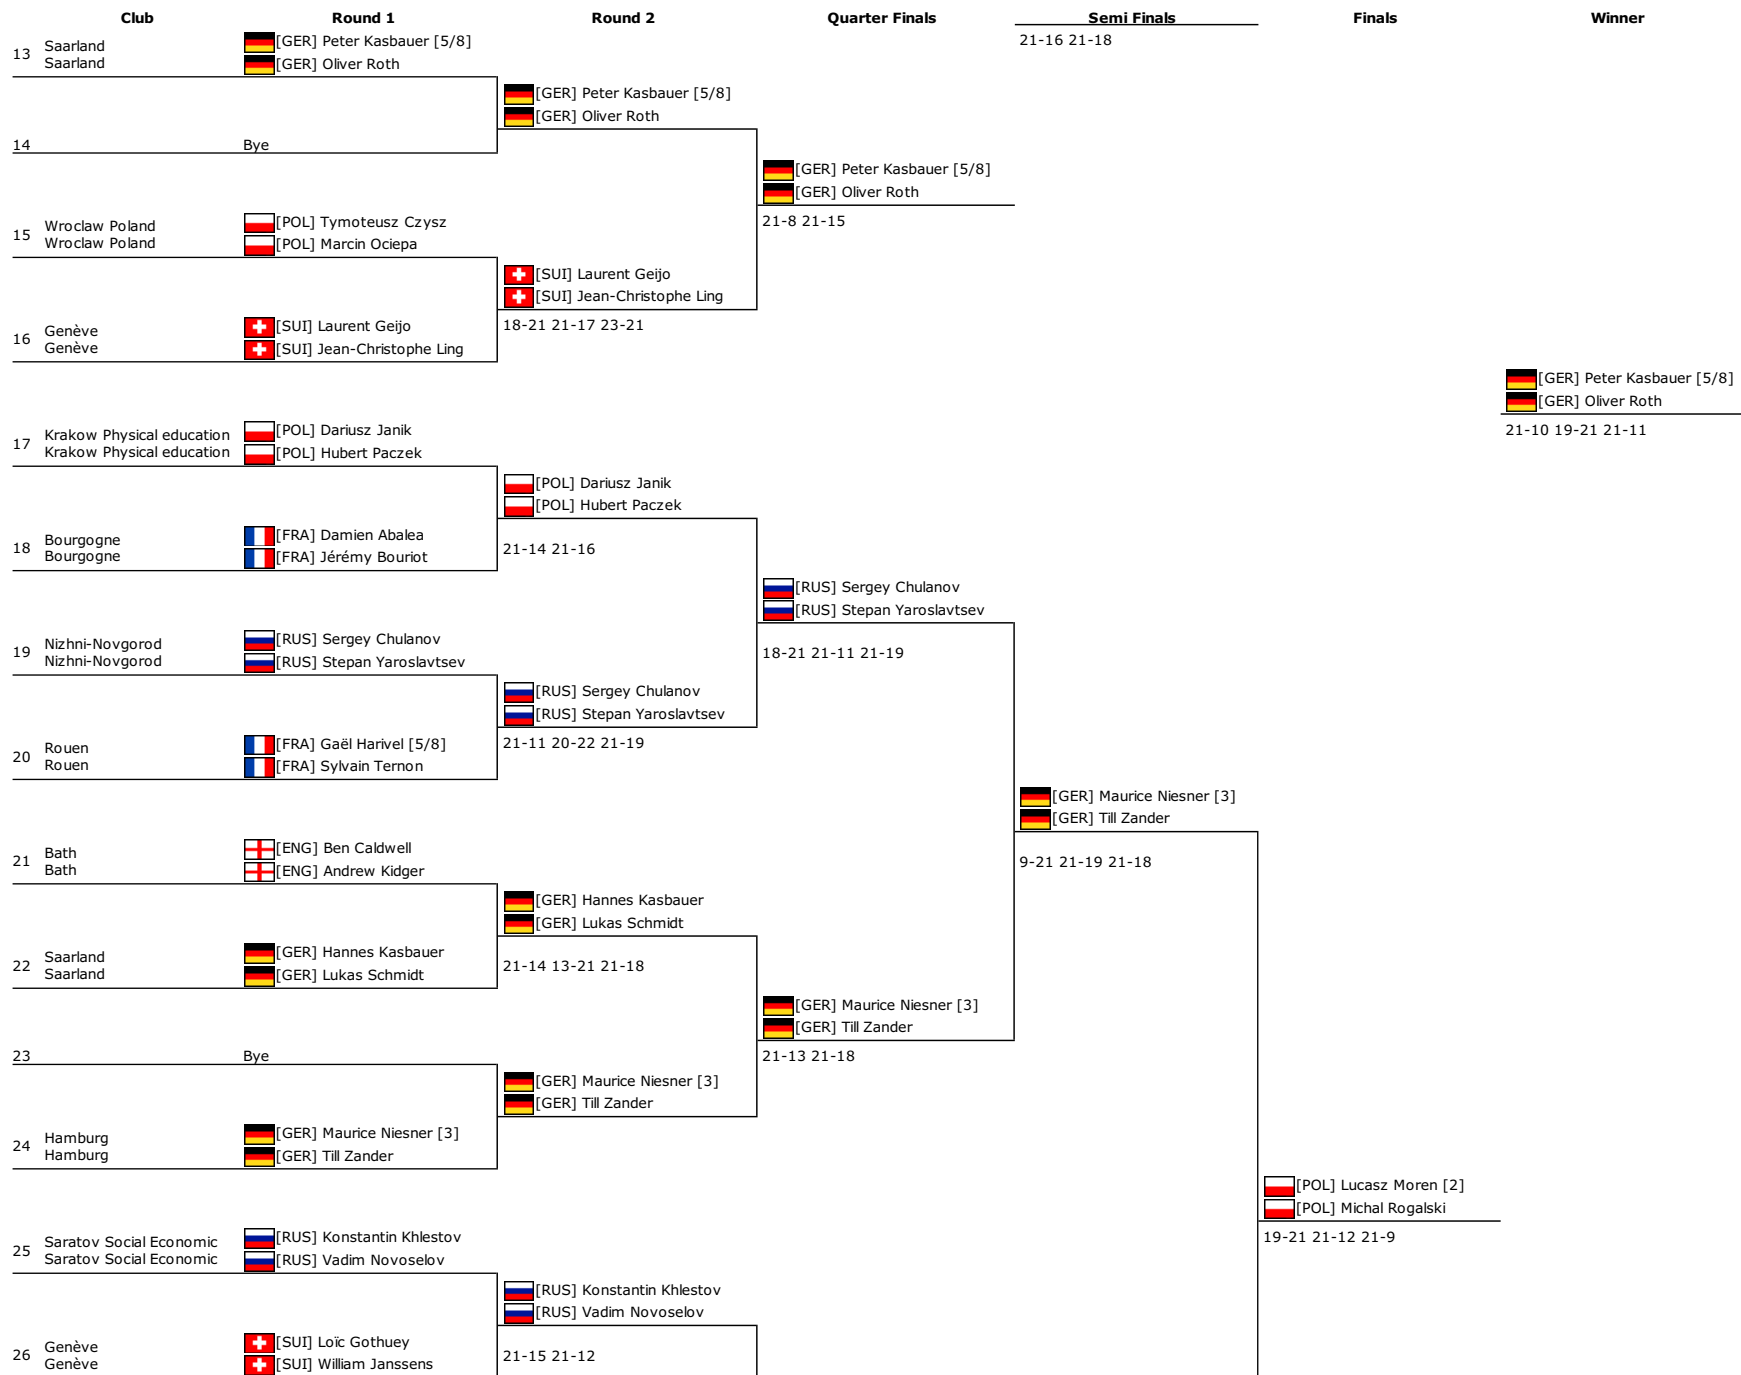 Club Round 1 Round 2 Quarter Finals Semi Finals Finals Winner
13 Saarland [GER] Peter Kasbauer [5/8] 21-16 21-18
Saarland [GER] Oliver Roth
[GER] Peter Kasbauer [5/8]
[GER] Oliver Roth
14 Bye
[GER] Peter Kasbauer [5/8]
[GER] Oliver Roth
15 Wroclaw Poland [POL] Tymoteusz Czysz 21-8 21-15
Wroclaw Poland [POL] Marcin Ociepa
[SUI] Laurent Geijo
[SUI] Jean-Christophe Ling
16 Genève [SUI] Laurent Geijo 18-21 21-17 23-21
Genève [SUI] Jean-Christophe Ling
[GER] Peter Kasbauer [5/8]
[GER] Oliver Roth
17 Krakow Physical education [POL] Dariusz Janik 21-10 19-21 21-11
Krakow Physical education [POL] Hubert Paczek
[POL] Dariusz Janik
[POL] Hubert Paczek
18 Bourgogne [FRA] Damien Abalea 21-14 21-16
Bourgogne [FRA] Jérémy Bouriot
[RUS] Sergey Chulanov
[RUS] Stepan Yaroslavtsev
19 Nizhni-Novgorod [RUS] Sergey Chulanov 18-21 21-11 21-19
Nizhni-Novgorod [RUS] Stepan Yaroslavtsev
[RUS] Sergey Chulanov
[RUS] Stepan Yaroslavtsev
20 Rouen [FRA] Gaël Harivel [5/8] 21-11 20-22 21-19
Rouen [FRA] Sylvain Ternon
[GER] Maurice Niesner [3]
[GER] Till Zander
21 Bath [ENG] Ben Caldwell 9-21 21-19 21-18
Bath [ENG] Andrew Kidger
[GER] Hannes Kasbauer
[GER] Lukas Schmidt
22 Saarland [GER] Hannes Kasbauer 21-14 13-21 21-18
Saarland [GER] Lukas Schmidt
[GER] Maurice Niesner [3]
[GER] Till Zander
23 Bye 21-13 21-18
[GER] Maurice Niesner [3]
[GER] Till Zander
24 Hamburg [GER] Maurice Niesner [3]
Hamburg [GER] Till Zander
[POL] Lucasz Moren [2]
[POL] Michal Rogalski
25 Saratov Social Economic [RUS] Konstantin Khlestov 19-21 21-12 21-9
Saratov Social Economic [RUS] Vadim Novoselov
[RUS] Konstantin Khlestov
[RUS] Vadim Novoselov
26 Genève [SUI] Loïc Gothuey 21-15 21-12
Genève [SUI] William Janssens